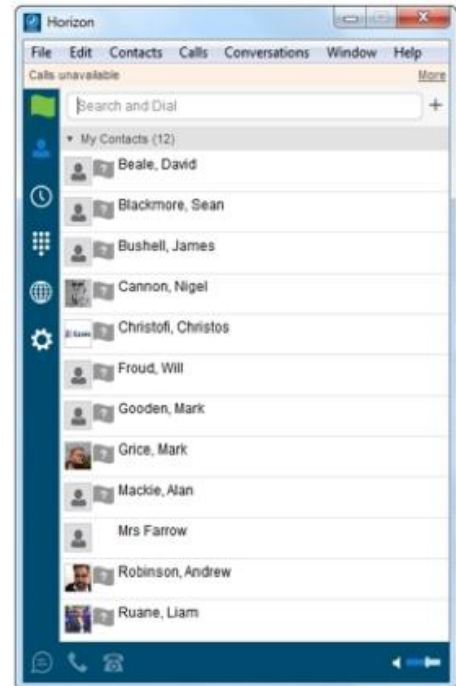 Horizon
File Edit Contacts Calls Conversations Window Help
Calls unavailable More
Search and Dial
My Contacts (12)
Beale, David
Blackmore, Sean
Bushell, James
Cannon, Nigel
Christofi, Christos
Froud, Will
Gooden, Mark
Grice, Mark
Mackie, Alan
Mrs Farrow
Robinson, Andrew
Ruane, Liam